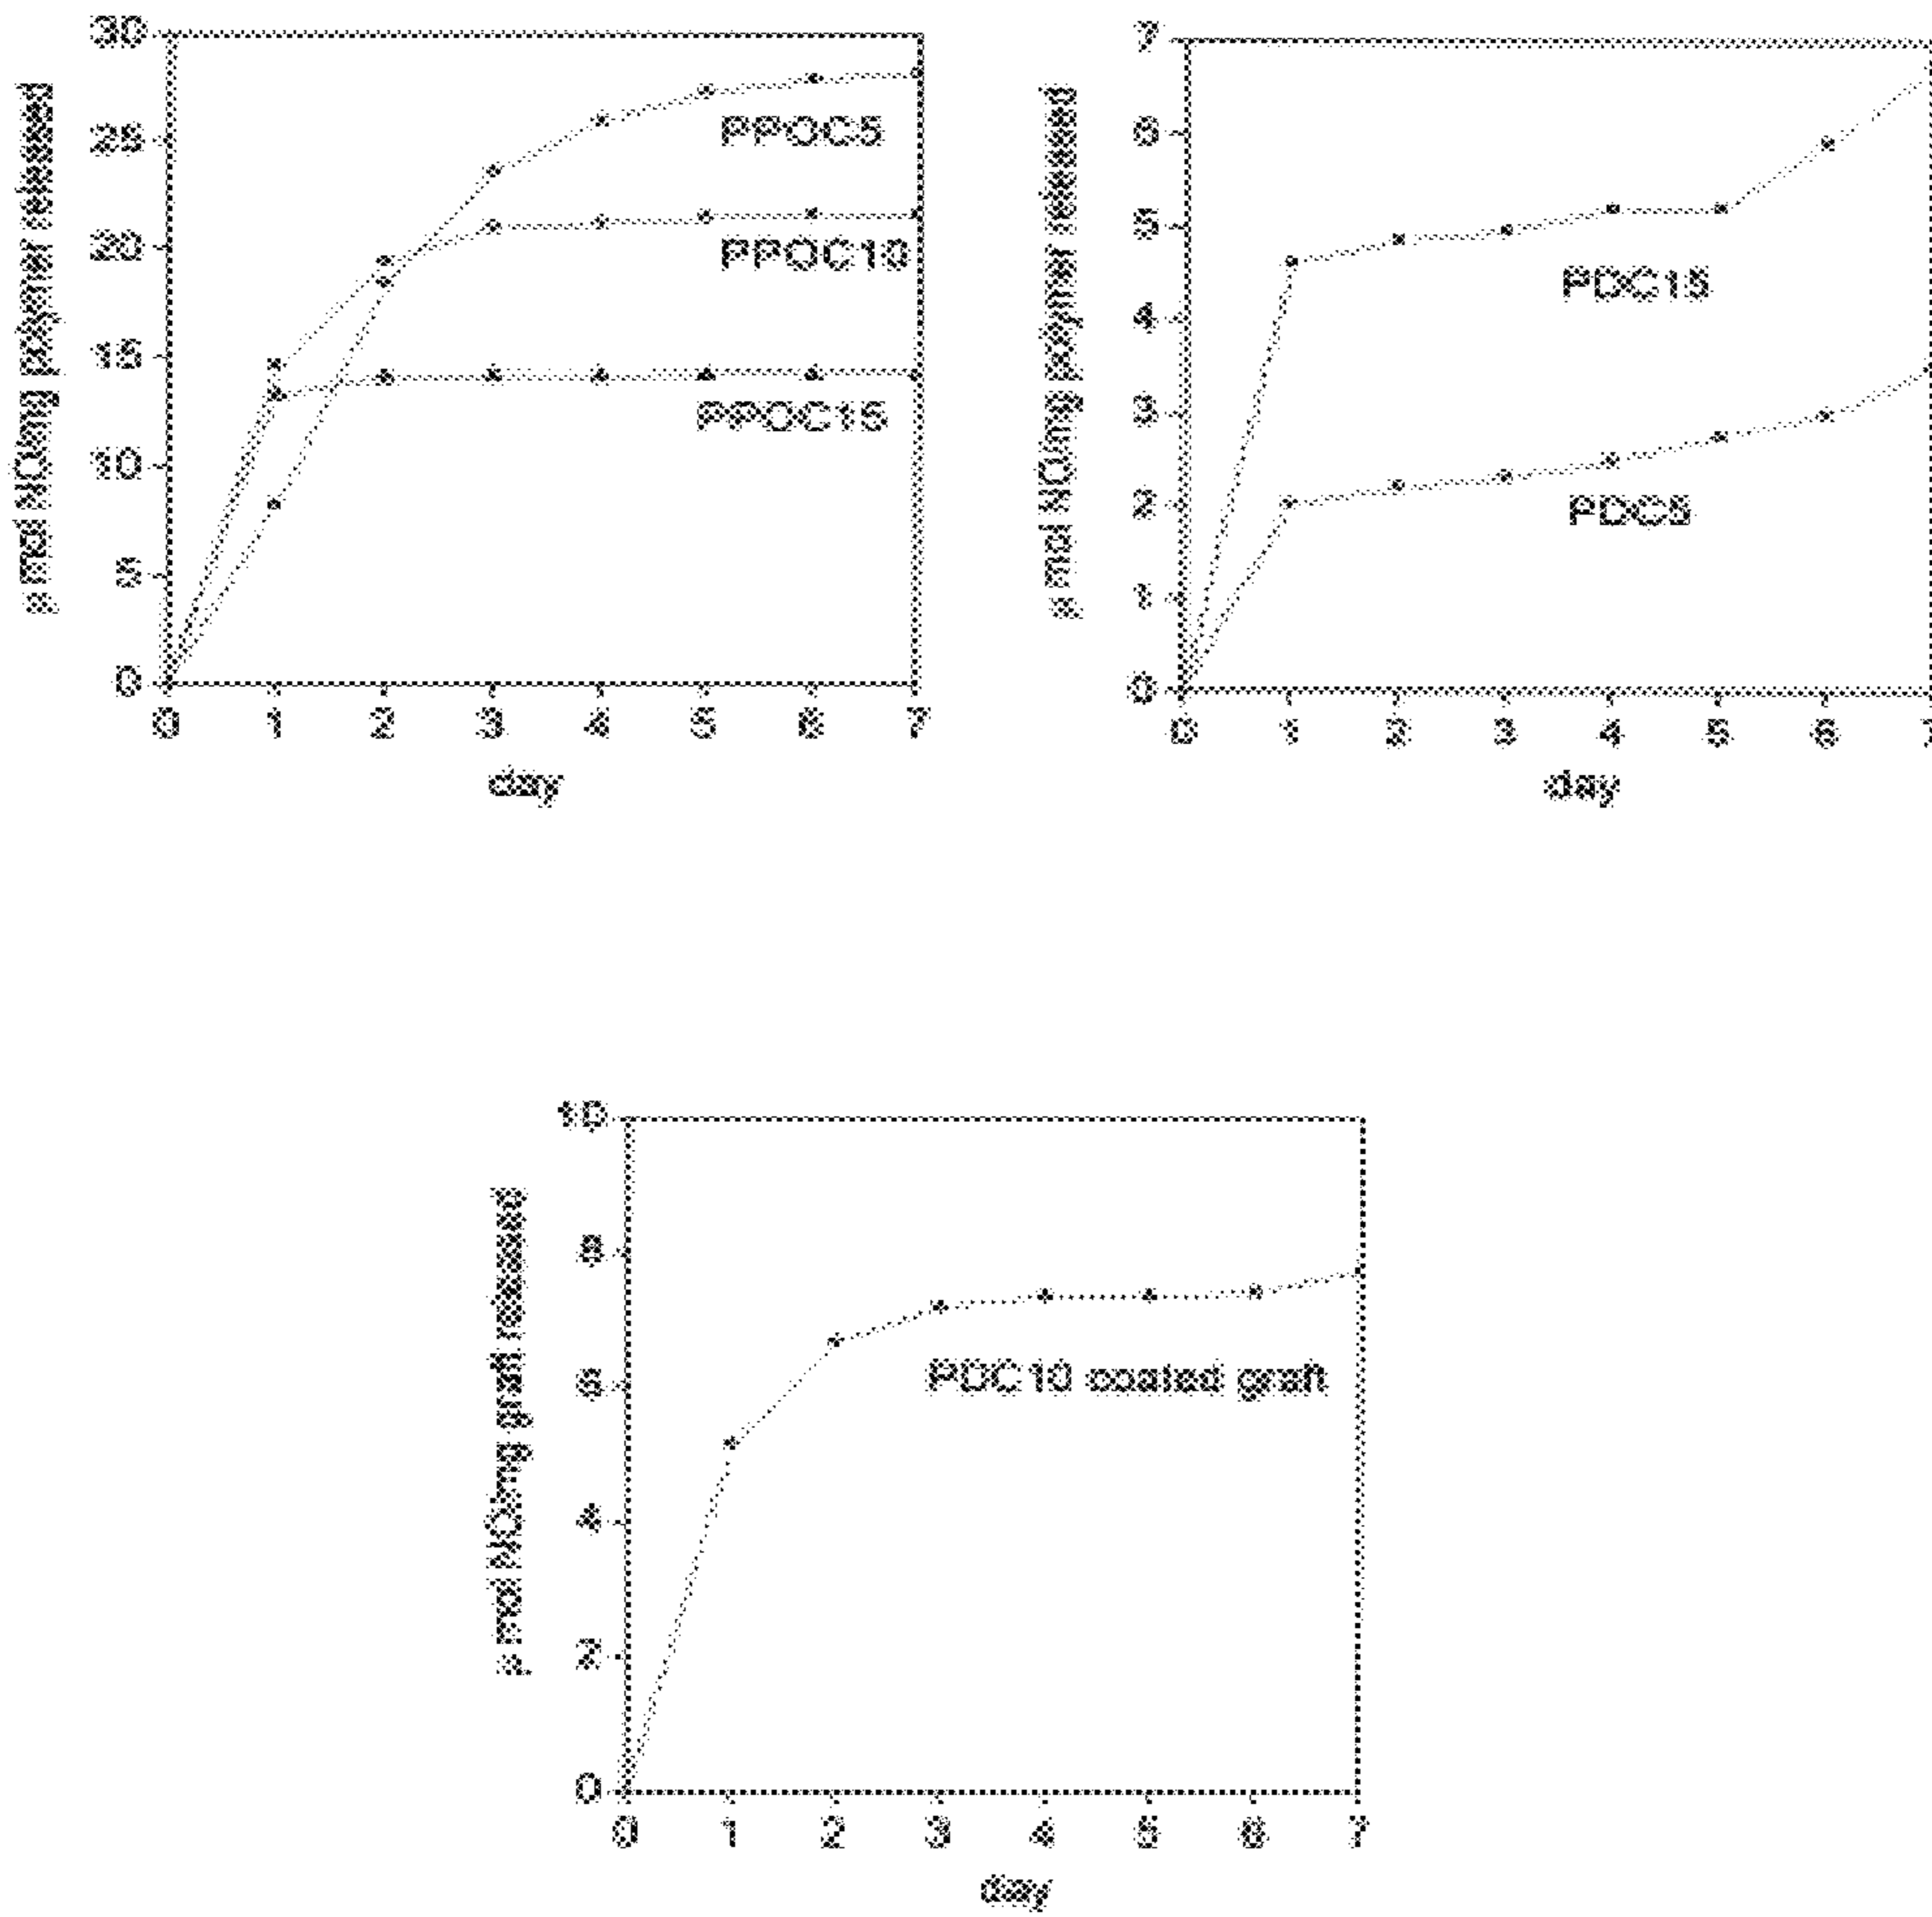 μ mol NO/mg polymer released
30
25
20
15
10
5
0
PPOC5
PPOC10
PPOC15
0 1 2 3 4 5 6 7
day
μ mol NO/mg polymer released
7
6
5
4
3
2
1
0
PDC15
PDC5
0 1 2 3 4 5 6 7
day
μ mol NO/mg graft released
10
8
6
4
2
0
PDC10 coated graft
0 1 2 3 4 5 6 7
day